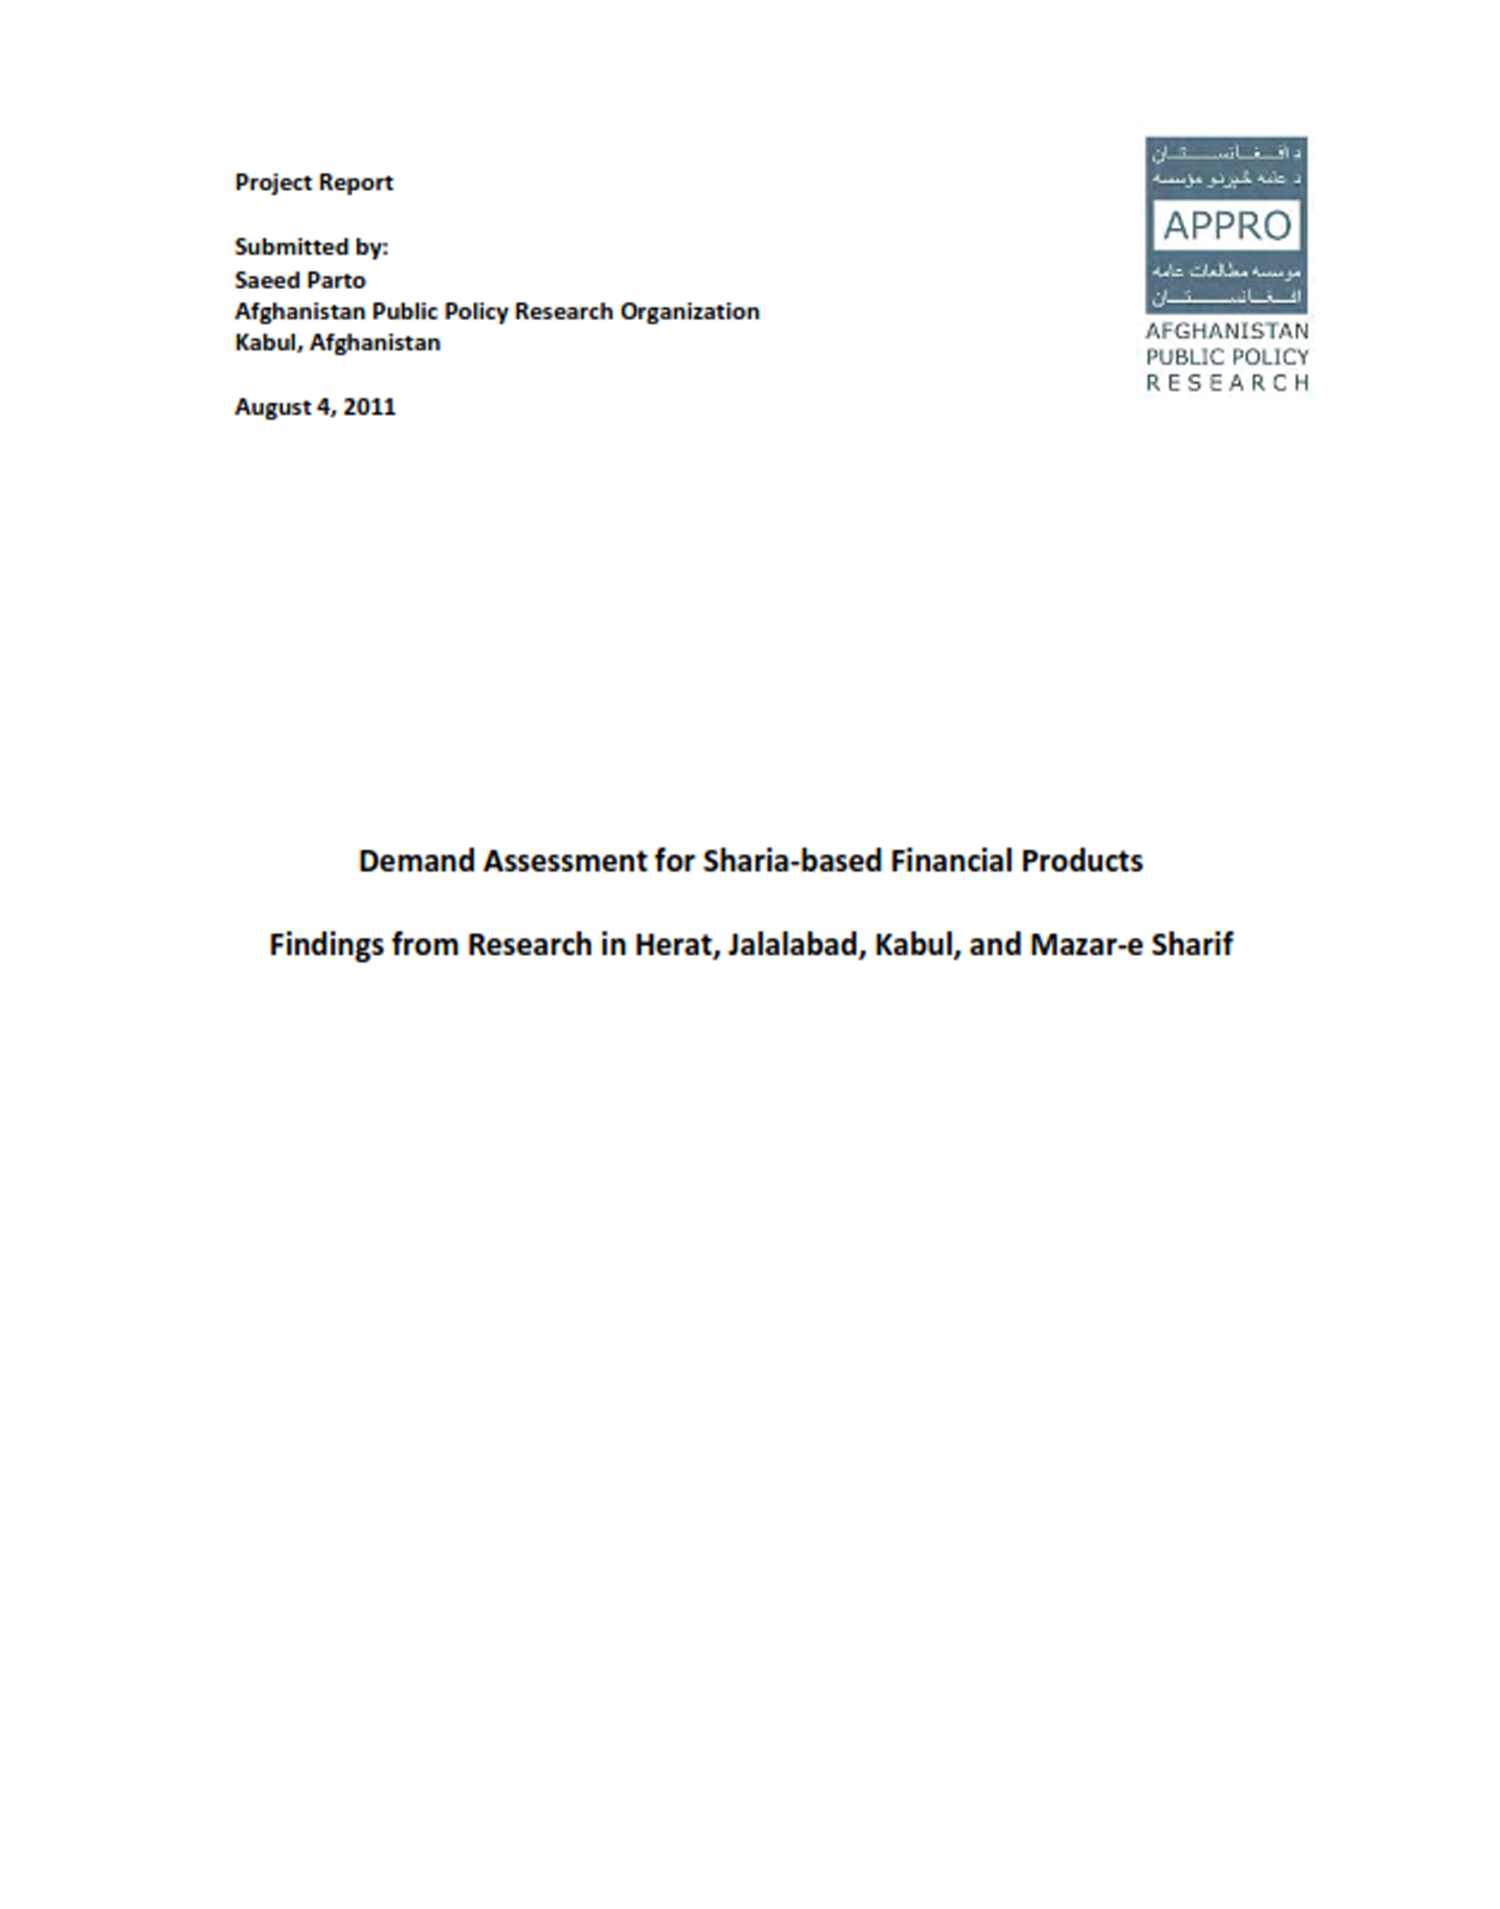 Project Report
Submitted by:
Saeed Parto
Afghanistan Public Policy Research Organization
Kabul, Afghanistan
August 4, 2011
د افغانستان
د عامه څېړنو مؤسسه
APPRO
موسسه مطالعات عامه
افغانستان
AFGHANISTAN
PUBLIC POLICY
RESEARCH
Demand Assessment for Sharia-based Financial Products
Findings from Research in Herat, Jalalabad, Kabul, and Mazar-e Sharif